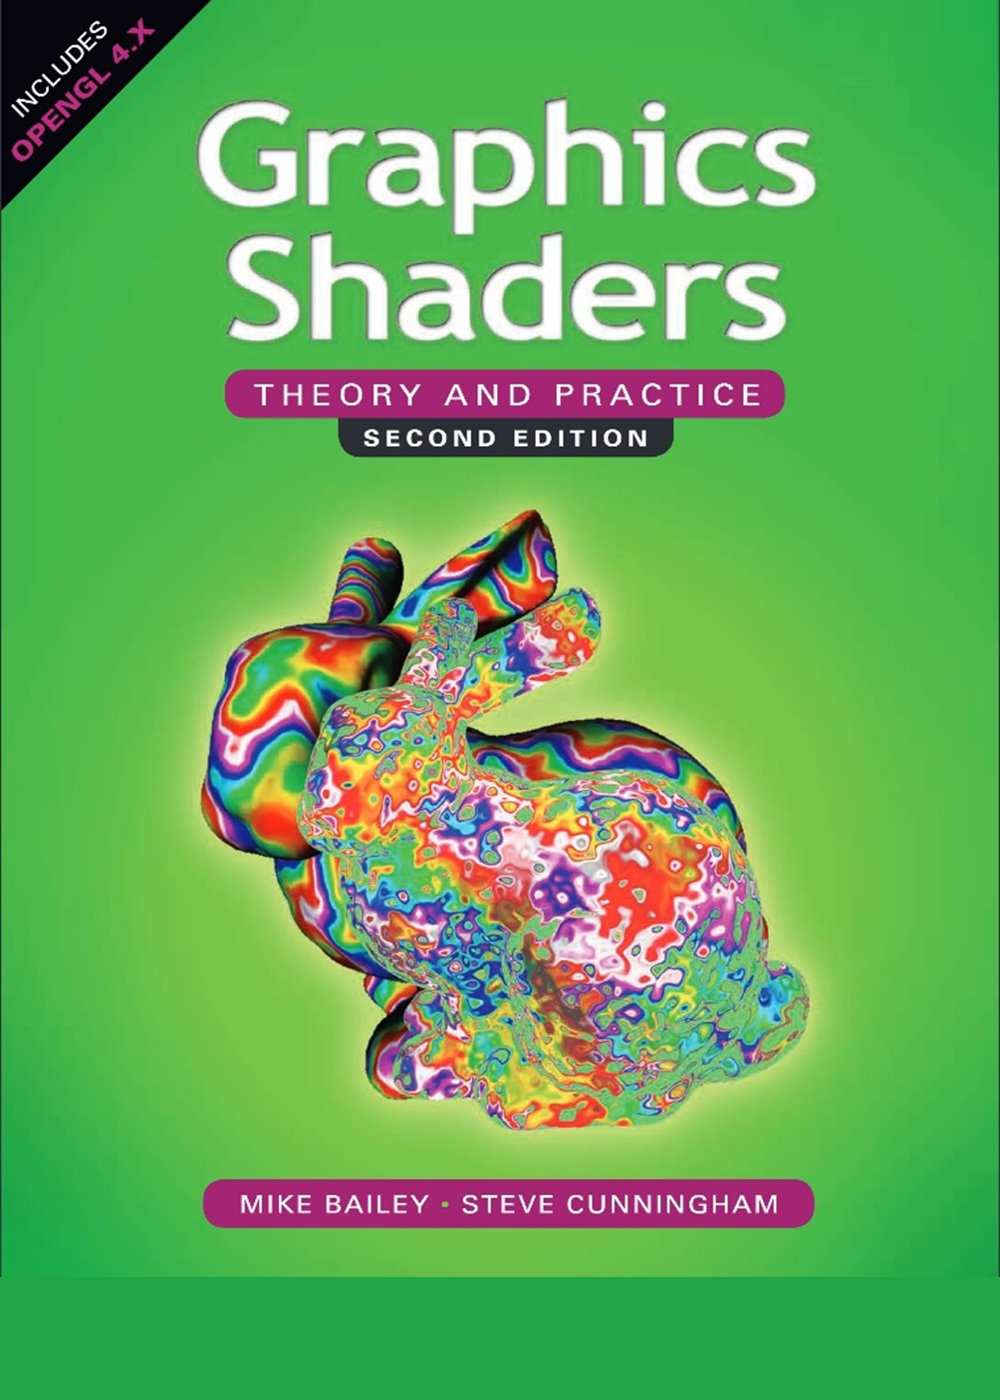 INCLUDES
OPENGL 4.X
Graphics
Shaders
THEORY AND PRACTICE
SECOND EDITION
MIKE BAILEY • STEVE CUNNINGHAM